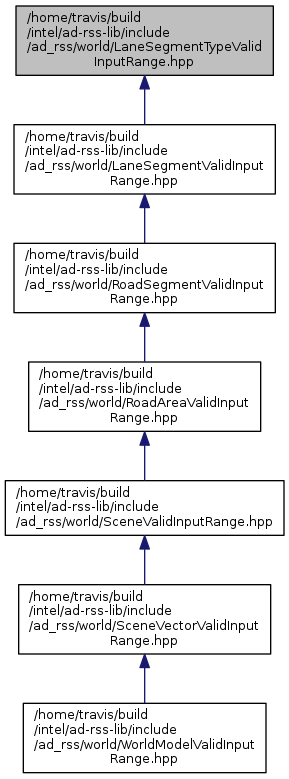 /home/travis/build
/intel/ad-rss-lib/include
/ad_rss/world/LaneSegmentTypeValid
InputRange.hpp
/home/travis/build
/intel/ad-rss-lib/include
/ad_rss/world/LaneSegmentValidInput
Range.hpp
/home/travis/build
/intel/ad-rss-lib/include
/ad_rss/world/RoadSegmentValidInput
Range.hpp
/home/travis/build
/intel/ad-rss-lib/include
/ad_rss/world/RoadAreaValidInput
Range.hpp
/home/travis/build
/intel/ad-rss-lib/include
/ad_rss/world/SceneValidInputRange.hpp
/home/travis/build
/intel/ad-rss-lib/include
/ad_rss/world/SceneVectorValidInput
Range.hpp
/home/travis/build
/intel/ad-rss-lib/include
/ad_rss/world/WorldModelValidInput
Range.hpp